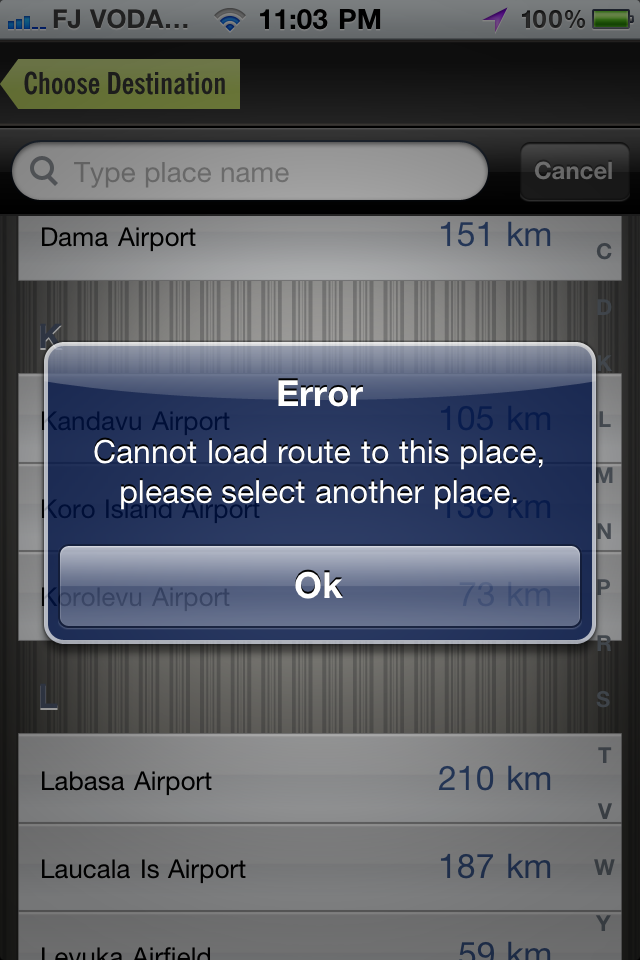 FJ VODA... 11:03 PM 100%
Choose Destination
Type place name Cancel
Dama Airport 151 km
C
D
K
K
Error
Kandavu Airport 105 km L
Cannot load route to this place,
M
please select another place.
Koro Island Airport 138 km
N
Ok
Korolevu Airport 73 km P
R
L S
T
Labasa Airport 210 km
V
Laucala Is Airport 187 km W
Y
Levuka Airfield 59 km